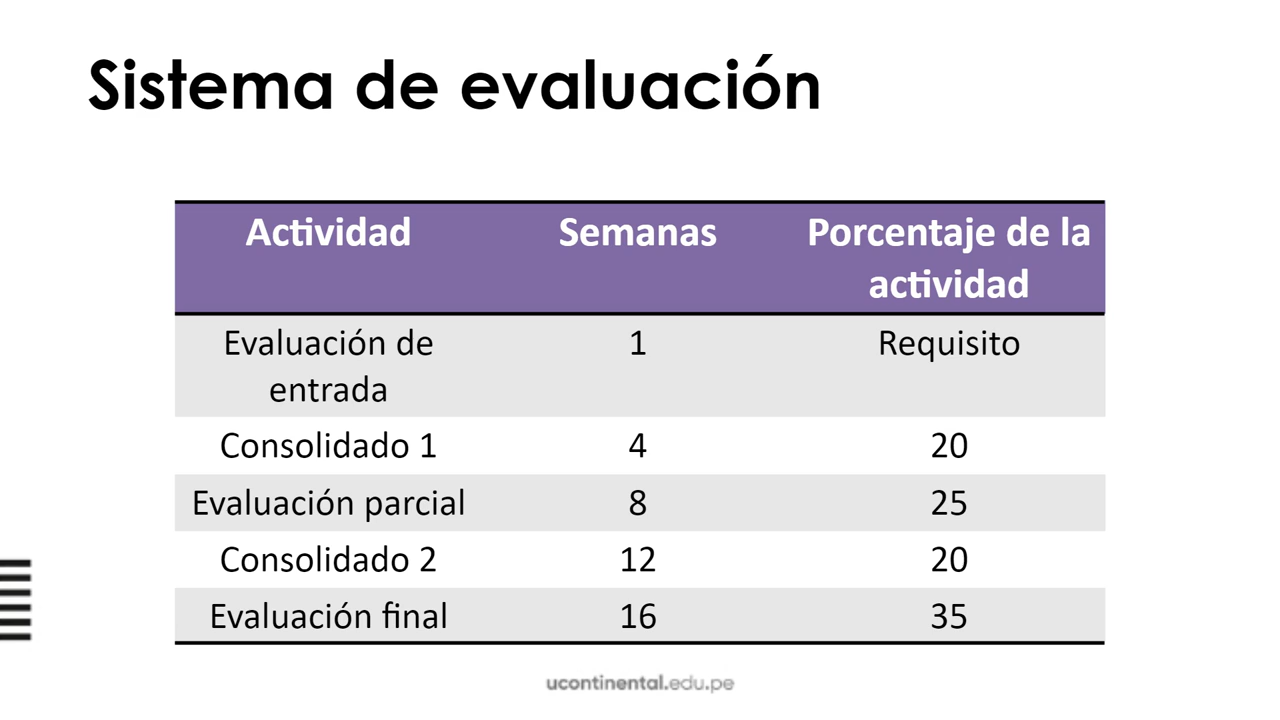 Sistema de evaluación
Actividad Semanas Porcentaje de la
actividad
Evaluación de 1 Requisito
entrada
Consolidado 1 4 20
Evaluación parcial 8 25
Consolidado 2 12 20
Evaluación final 16 35
ucontinental.edu.pe